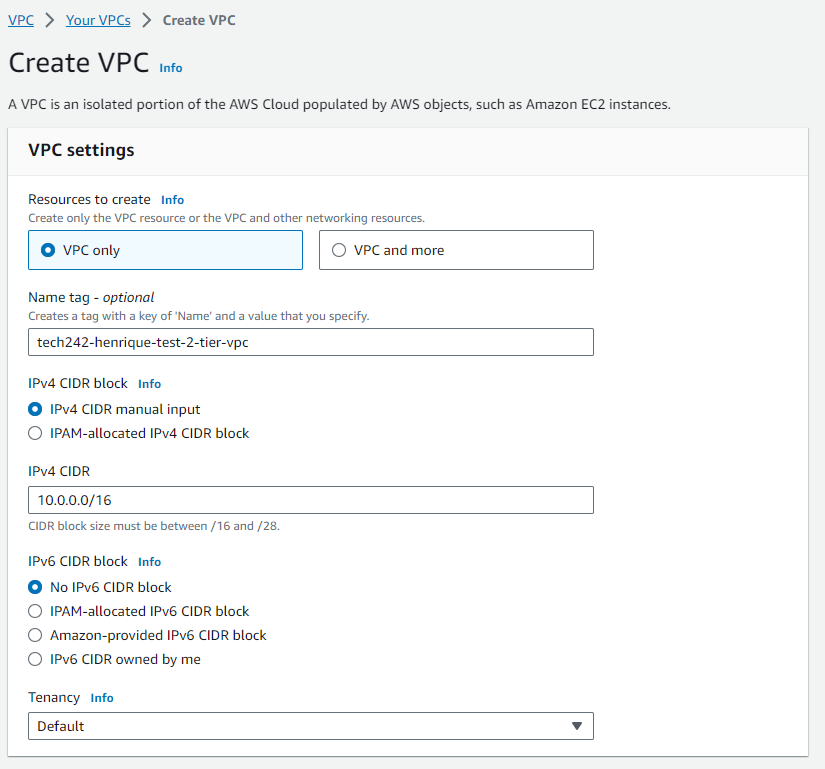 VPC > Your VPCs > Create VPC
Create VPC Info
A VPC is an isolated portion of the AWS Cloud populated by AWS objects, such as Amazon EC2 instances.
VPC settings
Resources to create Info
Create only the VPC resource or the VPC and other networking resources.
VPC only VPC and more
Name tag - optional
Creates a tag with a key of 'Name' and a value that you specify.
tech242-henrique-test-2-tier-vpc
IPv4 CIDR block Info
IPv4 CIDR manual input
IPAM-allocated IPv4 CIDR block
IPv4 CIDR
10.0.0.0/16
CIDR block size must be between /16 and /28.
IPv6 CIDR block Info
No IPv6 CIDR block
IPAM-allocated IPv6 CIDR block
Amazon-provided IPv6 CIDR block
IPv6 CIDR owned by me
Tenancy Info
Default